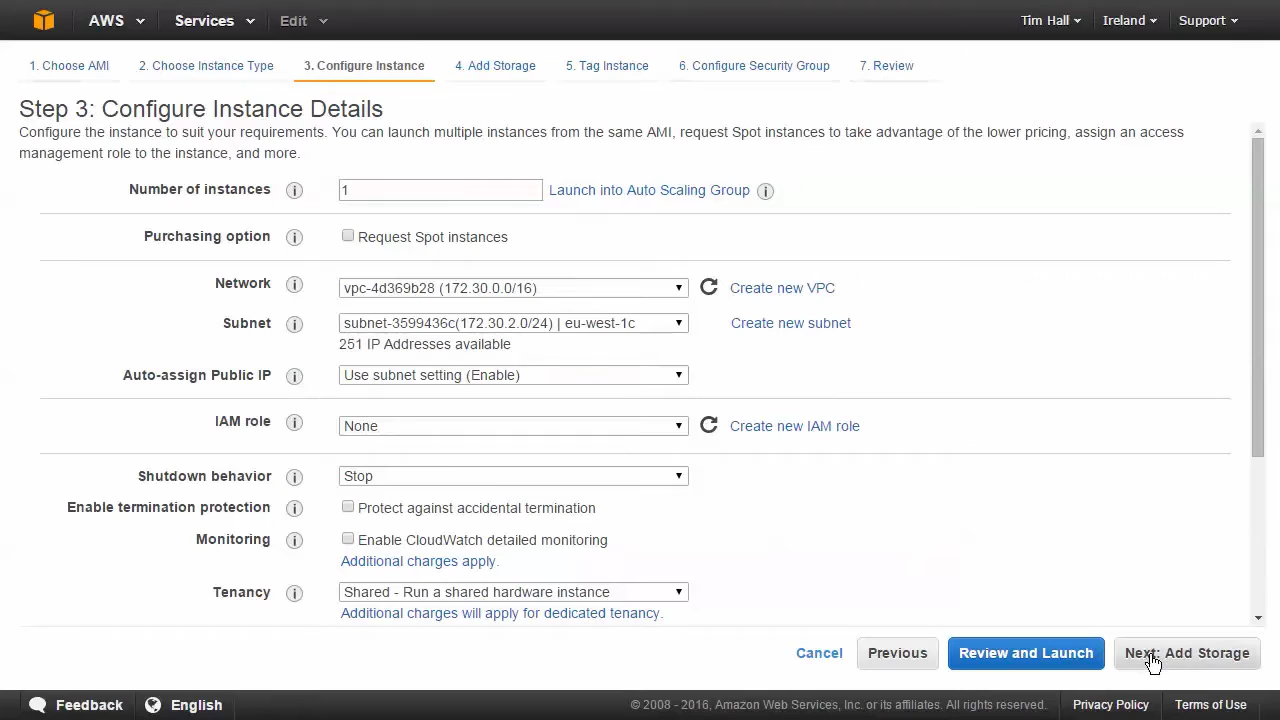 AWS Services Edit Tim Hall Ireland Support
1. Choose AMI 2. Choose Instance Type 3. Configure Instance 4. Add Storage 5. Tag Instance 6. Configure Security Group 7. Review
Step 3: Configure Instance Details
Configure the instance to suit your requirements. You can launch multiple instances from the same AMI, request Spot instances to take advantage of the lower pricing, assign an access
management role to the instance, and more.
Number of instances 1 Launch into Auto Scaling Group
Purchasing option Request Spot instances
Network vpc-4d369b28 (172.30.0.0/16) Create new VPC
Subnet subnet-3599436c(172.30.2.0/24) | eu-west-1c Create new subnet
251 IP Addresses available
Auto-assign Public IP Use subnet setting (Enable)
IAM role None Create new IAM role
Shutdown behavior Stop
Enable termination protection Protect against accidental termination
Monitoring Enable CloudWatch detailed monitoring
Additional charges apply.
Tenancy Shared - Run a shared hardware instance
Additional charges will apply for dedicated tenancy.
Cancel Previous Review and Launch Next: Add Storage
Feedback English © 2008 - 2016, Amazon Web Services, Inc. or its affiliates. All rights reserved. Privacy Policy Terms of Use